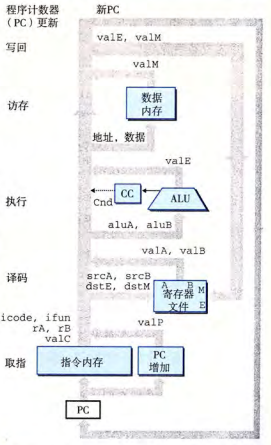 程序计数器 新PC
（PC）更新
valE, valM
写回
valM
数据
内存
访存
地址, 数据
valE
CC
ALU
Cnd
执行
aluA, aluB
valA, valB
译码
srcA, srcB
dstE, dstM
A B
M
寄存器
文件
E
icode, ifun
rA, rB
valC
valP
取指
指令内存
PC
增加
PC